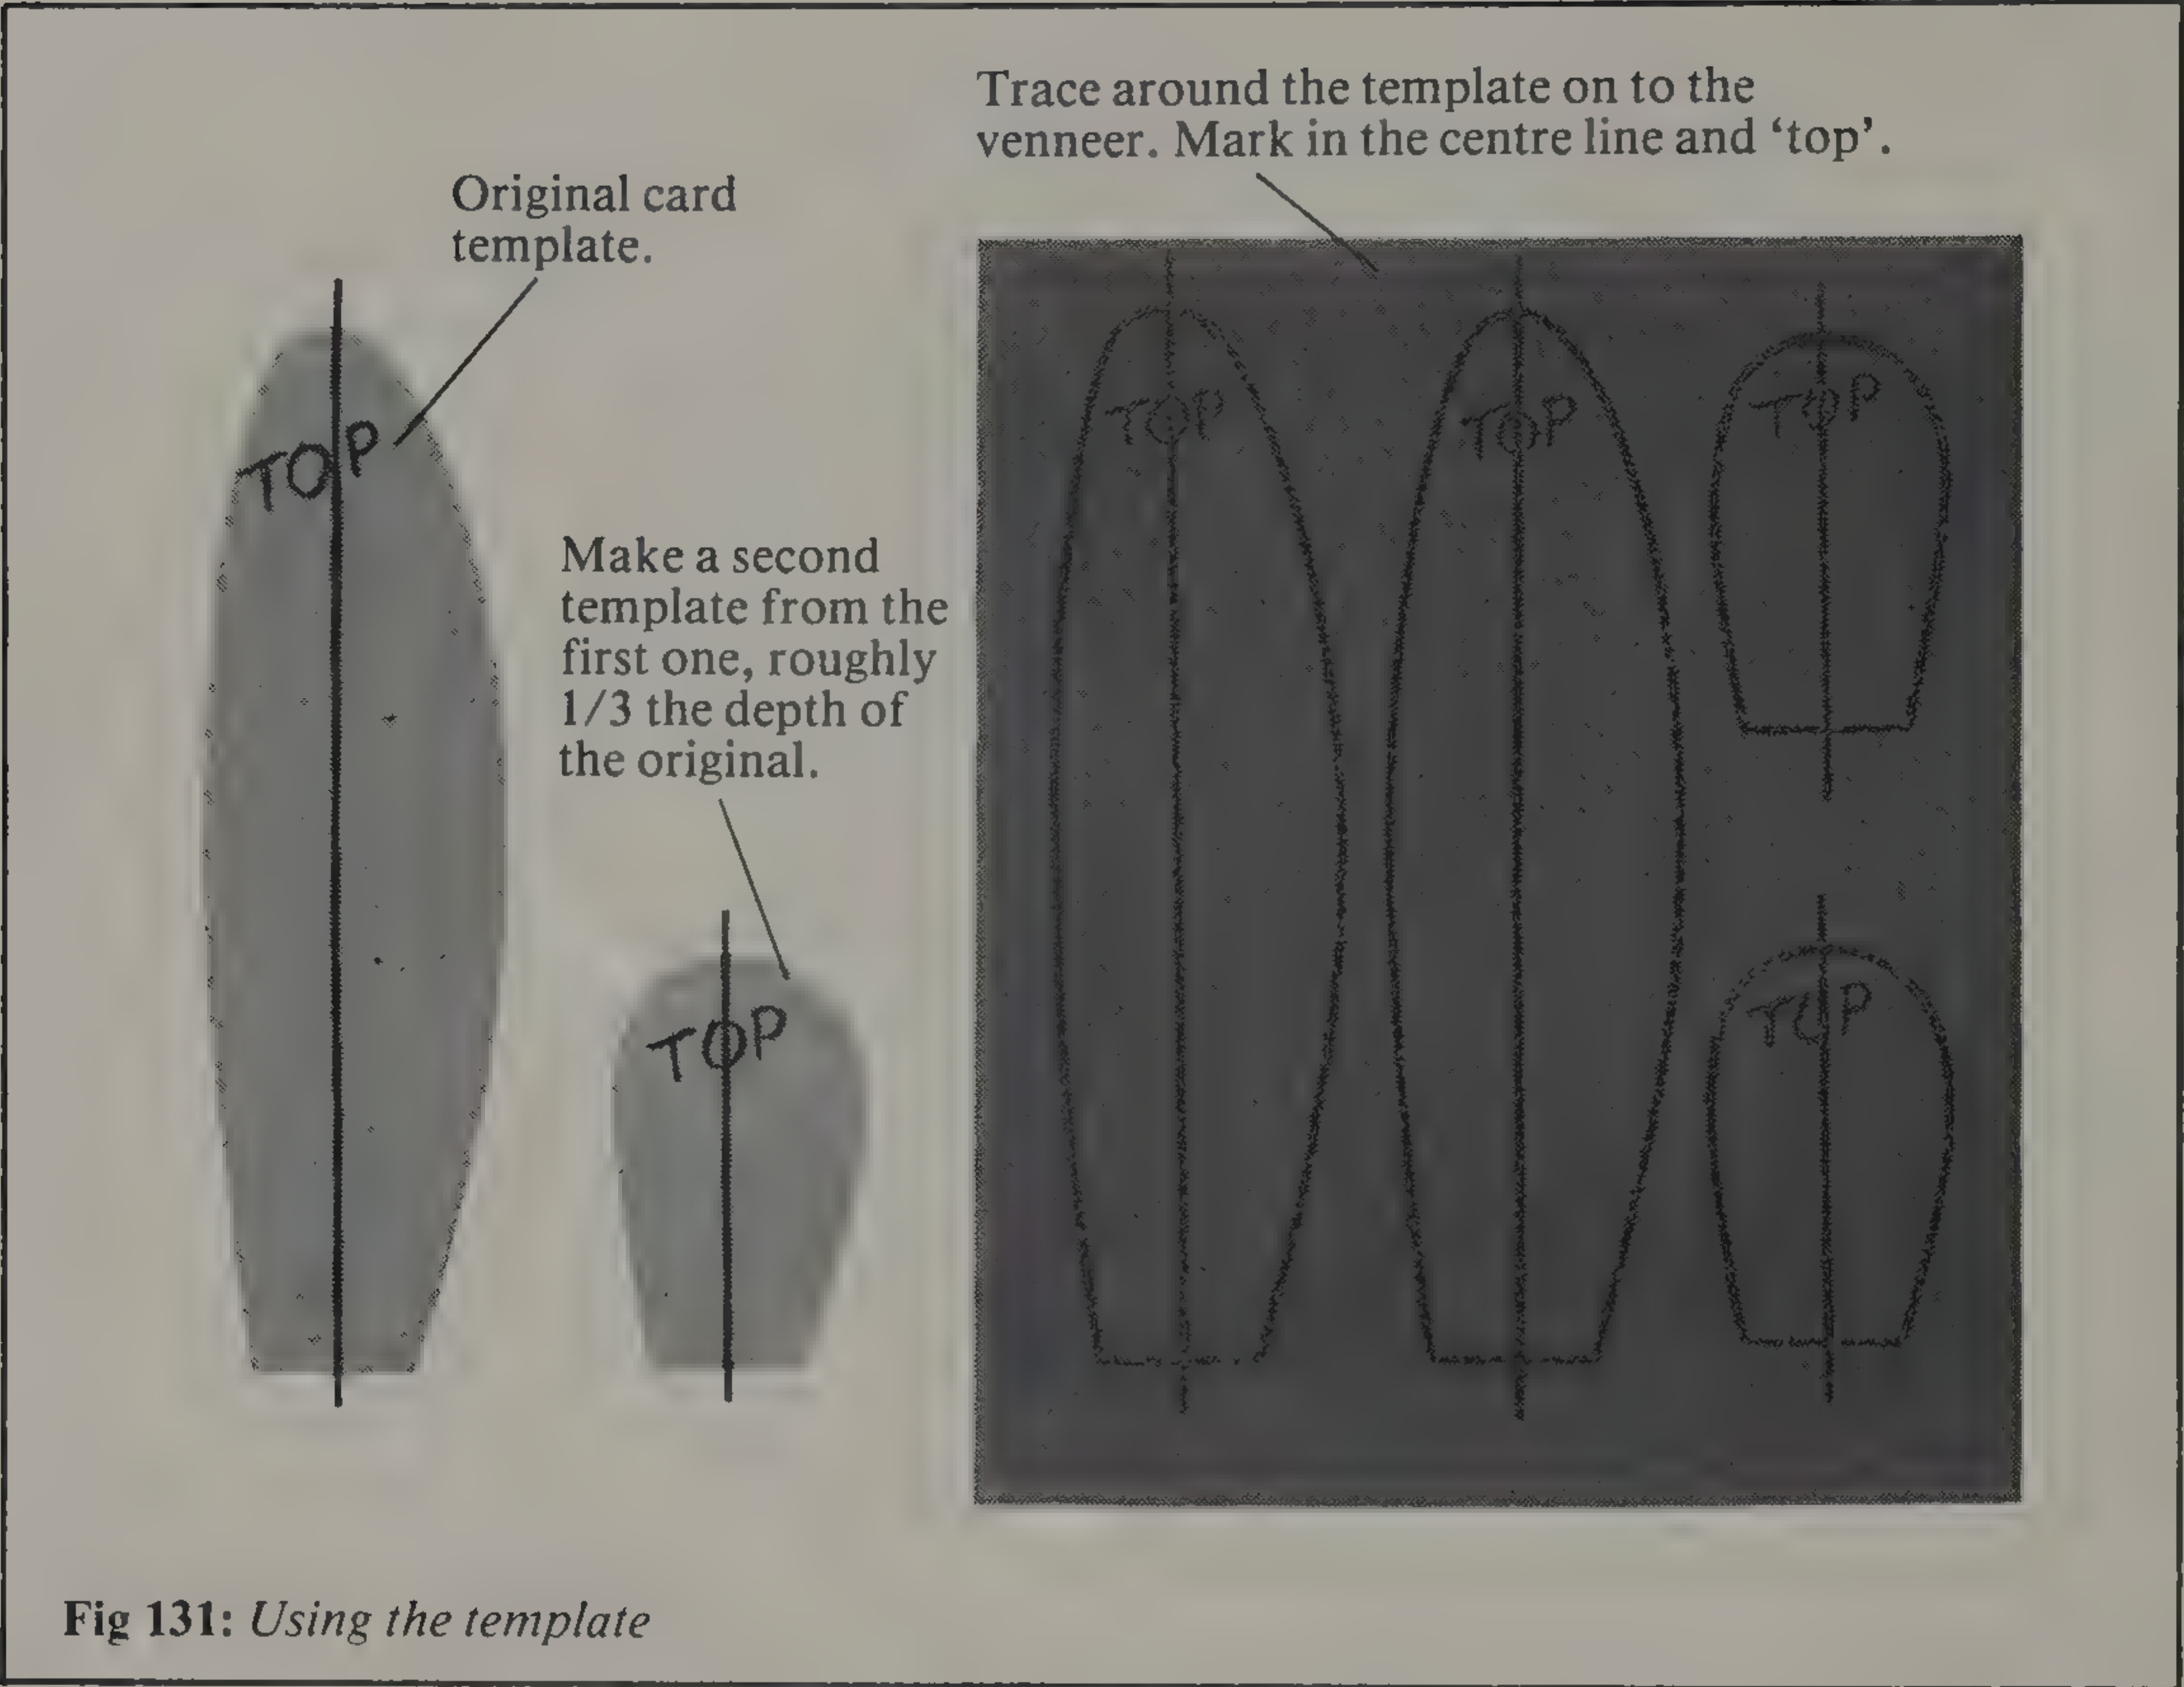 Trace around the template on to the
venneer. Mark in the centre line and ‘top’.
Original card
template.
TOP
Make a second
template from the
first one, roughly
1/3 the depth of
the original.
TOP
TOP
TOP
TOP
TOP
Fig 131: Using the template